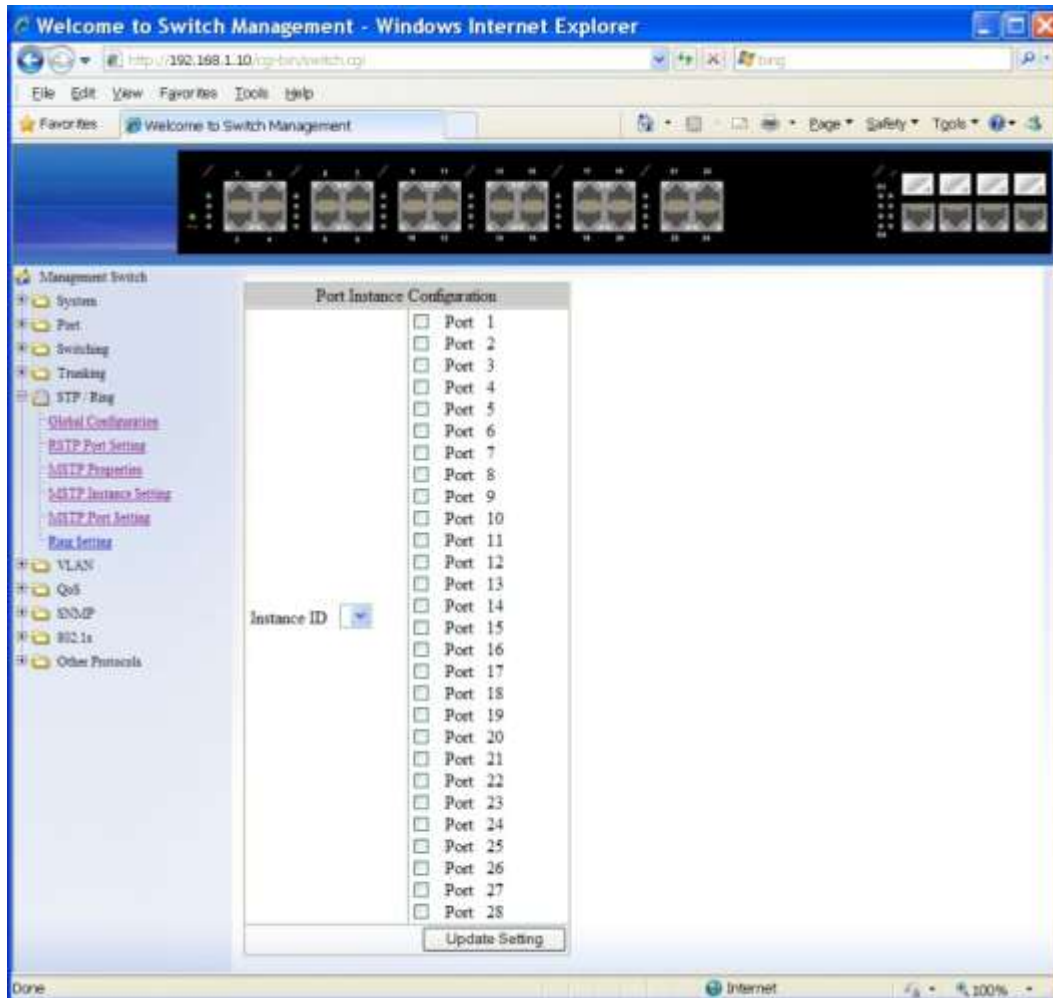 Welcome to Switch Management - Windows Internet Explorer
http://192.168.1.10/cgi-bin/switch.cgi
Bing
File Edit View Favorites Tools Help
Favorites
Welcome to Switch Management
Page Safety Tools
Management Switch
System
Port
Switching
Trunking
STP / Ring
Global Configuration
RSTP Port Setting
MSTP Properties
MSTP Instance Setting
MSTP Port Setting
Ring Setting
VLAN
QoS
SNMP
802.1x
Other Protocols
Port Instance Configuration
Instance ID
Port 1
Port 2
Port 3
Port 4
Port 5
Port 6
Port 7
Port 8
Port 9
Port 10
Port 11
Port 12
Port 13
Port 14
Port 15
Port 16
Port 17
Port 18
Port 19
Port 20
Port 21
Port 22
Port 23
Port 24
Port 25
Port 26
Port 27
Port 28
Update Setting
Done
Internet
100%